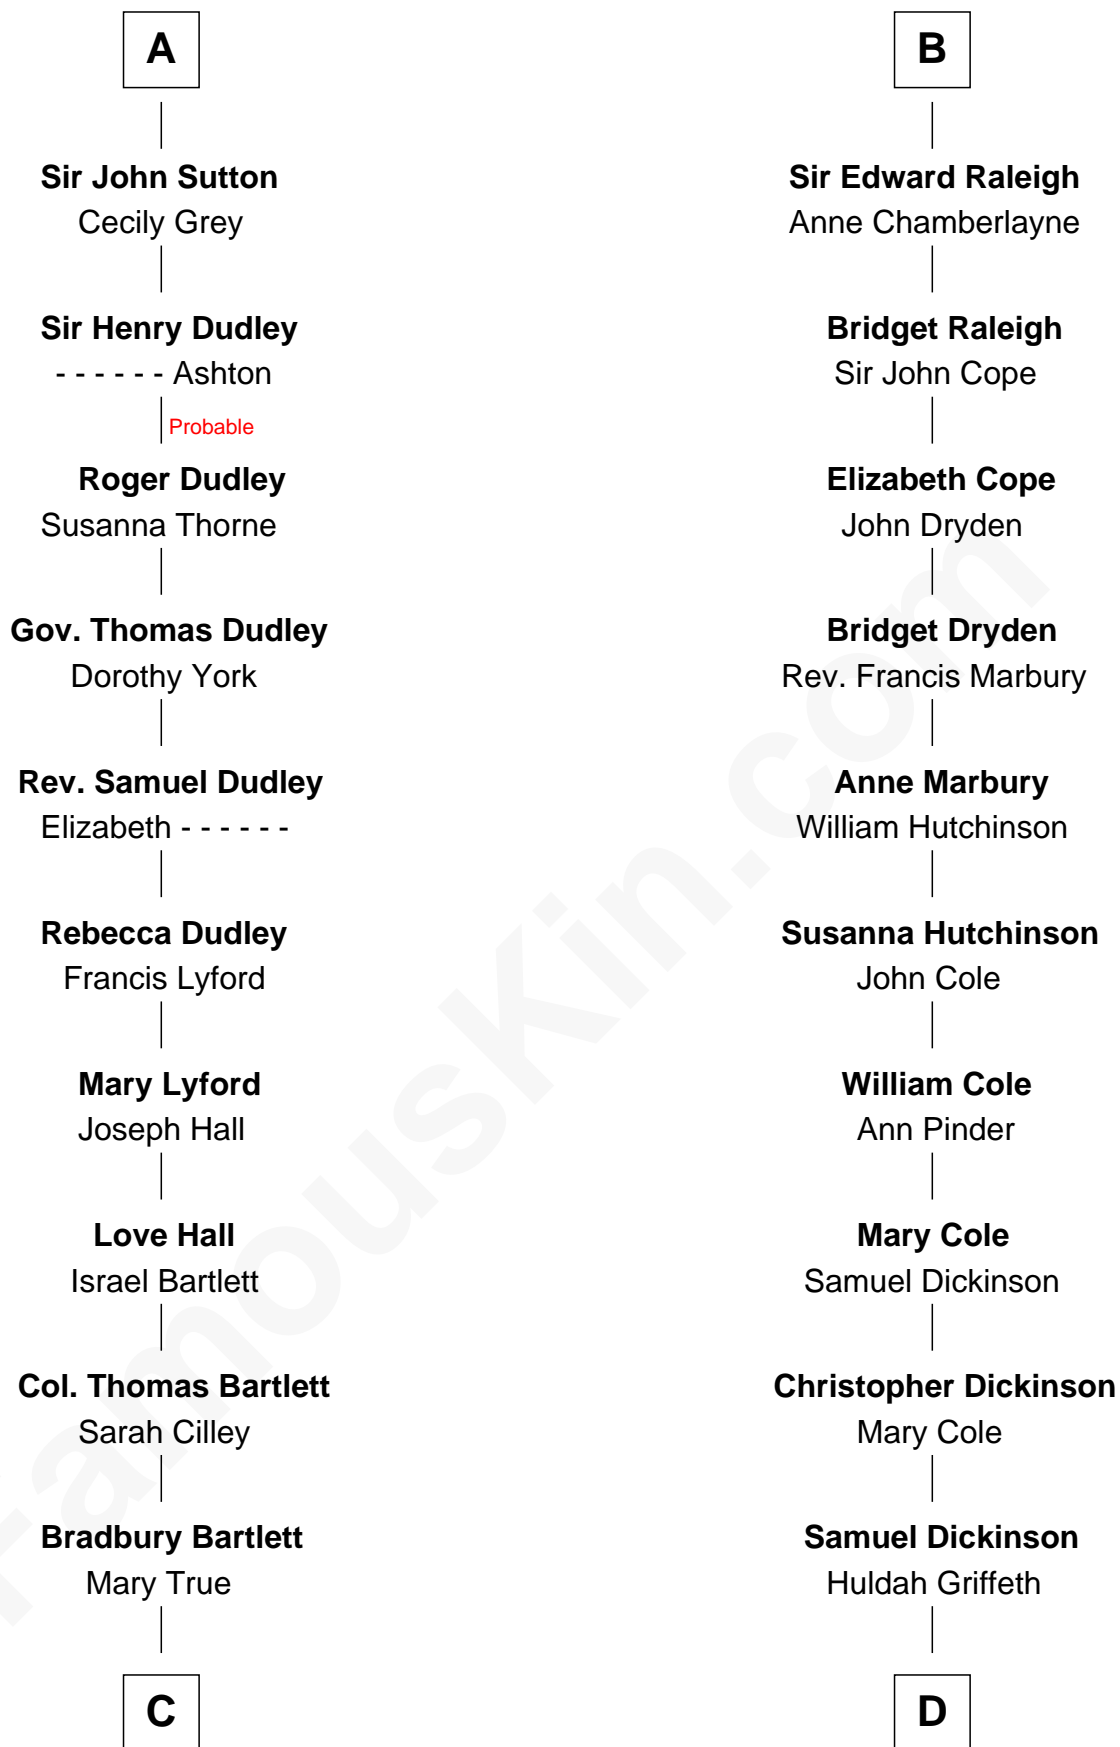 A
Sir John Sutton
Cecily Grey
Sir Henry Dudley
- - - - - - Ashton
Probable
Roger Dudley
Susanna Thorne
Gov. Thomas Dudley
Dorothy York
Rev. Samuel Dudley
Elizabeth - - - - - -
Rebecca Dudley
Francis Lyford
Mary Lyford
Joseph Hall
Love Hall
Israel Bartlett
Col. Thomas Bartlett
Sarah Cilley
Bradbury Bartlett
Mary True
C
B
Sir Edward Raleigh
Anne Chamberlayne
Bridget Raleigh
Sir John Cope
Elizabeth Cope
John Dryden
Bridget Dryden
Rev. Francis Marbury
Anne Marbury
William Hutchinson
Susanna Hutchinson
John Cole
William Cole
Ann Pinder
Mary Cole
Samuel Dickinson
Christopher Dickinson
Mary Cole
Samuel Dickinson
Huldah Griffeth
D
FamousKin.com